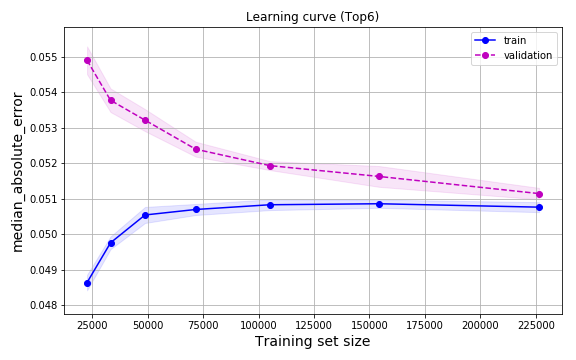 Learning curve (Top6)
train
validation
median_absolute_error
0.055
0.054
0.053
0.052
0.051
0.050
0.049
0.048
25000 50000 75000 100000 125000 150000 175000 200000 225000
Training set size